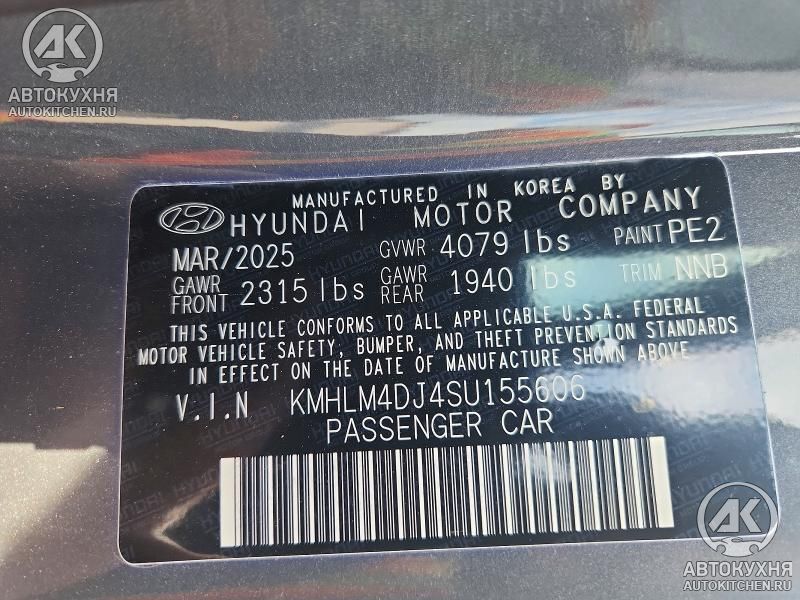 АВТОКУХНЯ
AUTOKITCHEN.RU
MANUFACTURED IN KOREA BY
HYUNDAI MOTOR COMPANY
MAR/2025 GVWR 4079 lbs PAINT PE2
GAWR FRONT 2315 lbs GAWR REAR 1940 lbs TRIM NNB
THIS VEHICLE CONFORMS TO ALL APPLICABLE U.S.A. FEDERAL
MOTOR VEHICLE SAFETY, BUMPER, AND THEFT PREVENTION STANDARDS
IN EFFECT ON THE DATE OF MANUFACTURE SHOWN ABOVE.
V.I.N KMHLM4DJ4SU155606
PASSENGER CAR
АВТОКУХНЯ
AUTOKITCHEN.RU